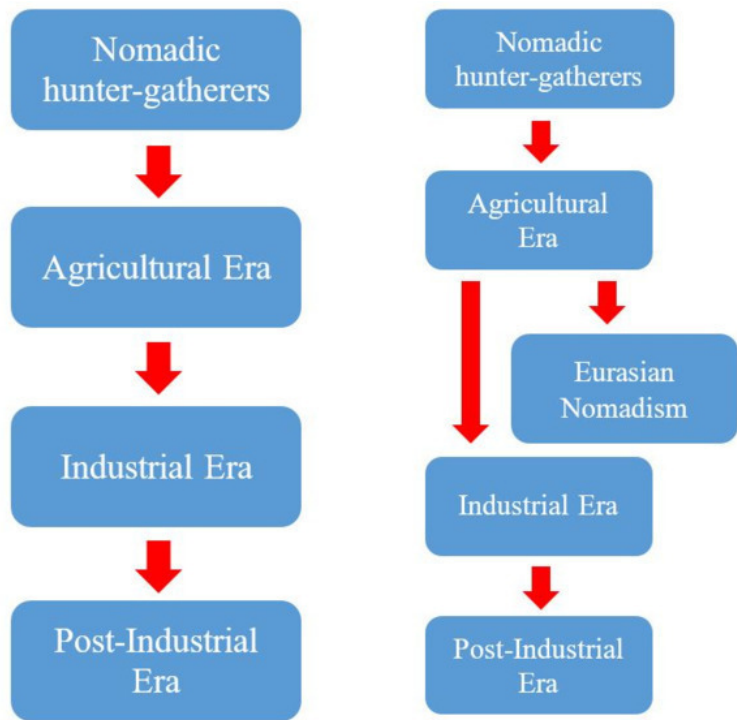 Nomadic
hunter-gatherers
Agricultural Era
Industrial Era
Post-Industrial
Era
Nomadic
hunter-gatherers
Agricultural
Era
Eurasian
Nomadism
Industrial Era
Post-Industrial
Era